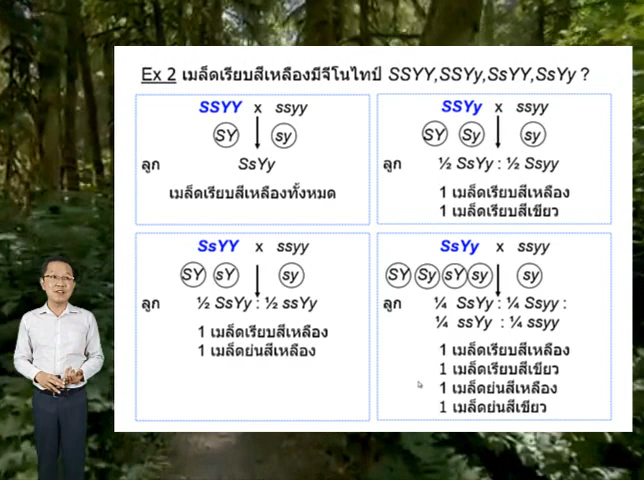 Ex 2 เมล็ดเรียบสีเหลืองมีจีโนไทป์ SSYY,SSYy,SsYY,SsYy ?
SSYY x ssyy
SY sy
ลูก SsYy
เมล็ดเรียบสีเหลืองทั้งหมด
SSYy x ssyy
SY Sy sy
ลูก ½ SsYy : ½ Ssyy
1 เมล็ดเรียบสีเหลือง
1 เมล็ดเรียบสีเขียว
SsYY x ssyy
SY sY sy
ลูก ½ SsYy : ½ ssYy
1 เมล็ดเรียบสีเหลือง
1 เมล็ดย่นสีเหลือง
SsYy x ssyy
SY Sy sY sy sy
ลูก ¼ SsYy : ¼ Ssyy :
¼ ssYy : ¼ ssyy
1 เมล็ดเรียบสีเหลือง
1 เมล็ดเรียบสีเขียว
1 เมล็ดย่นสีเหลือง
1 เมล็ดย่นสีเขียว